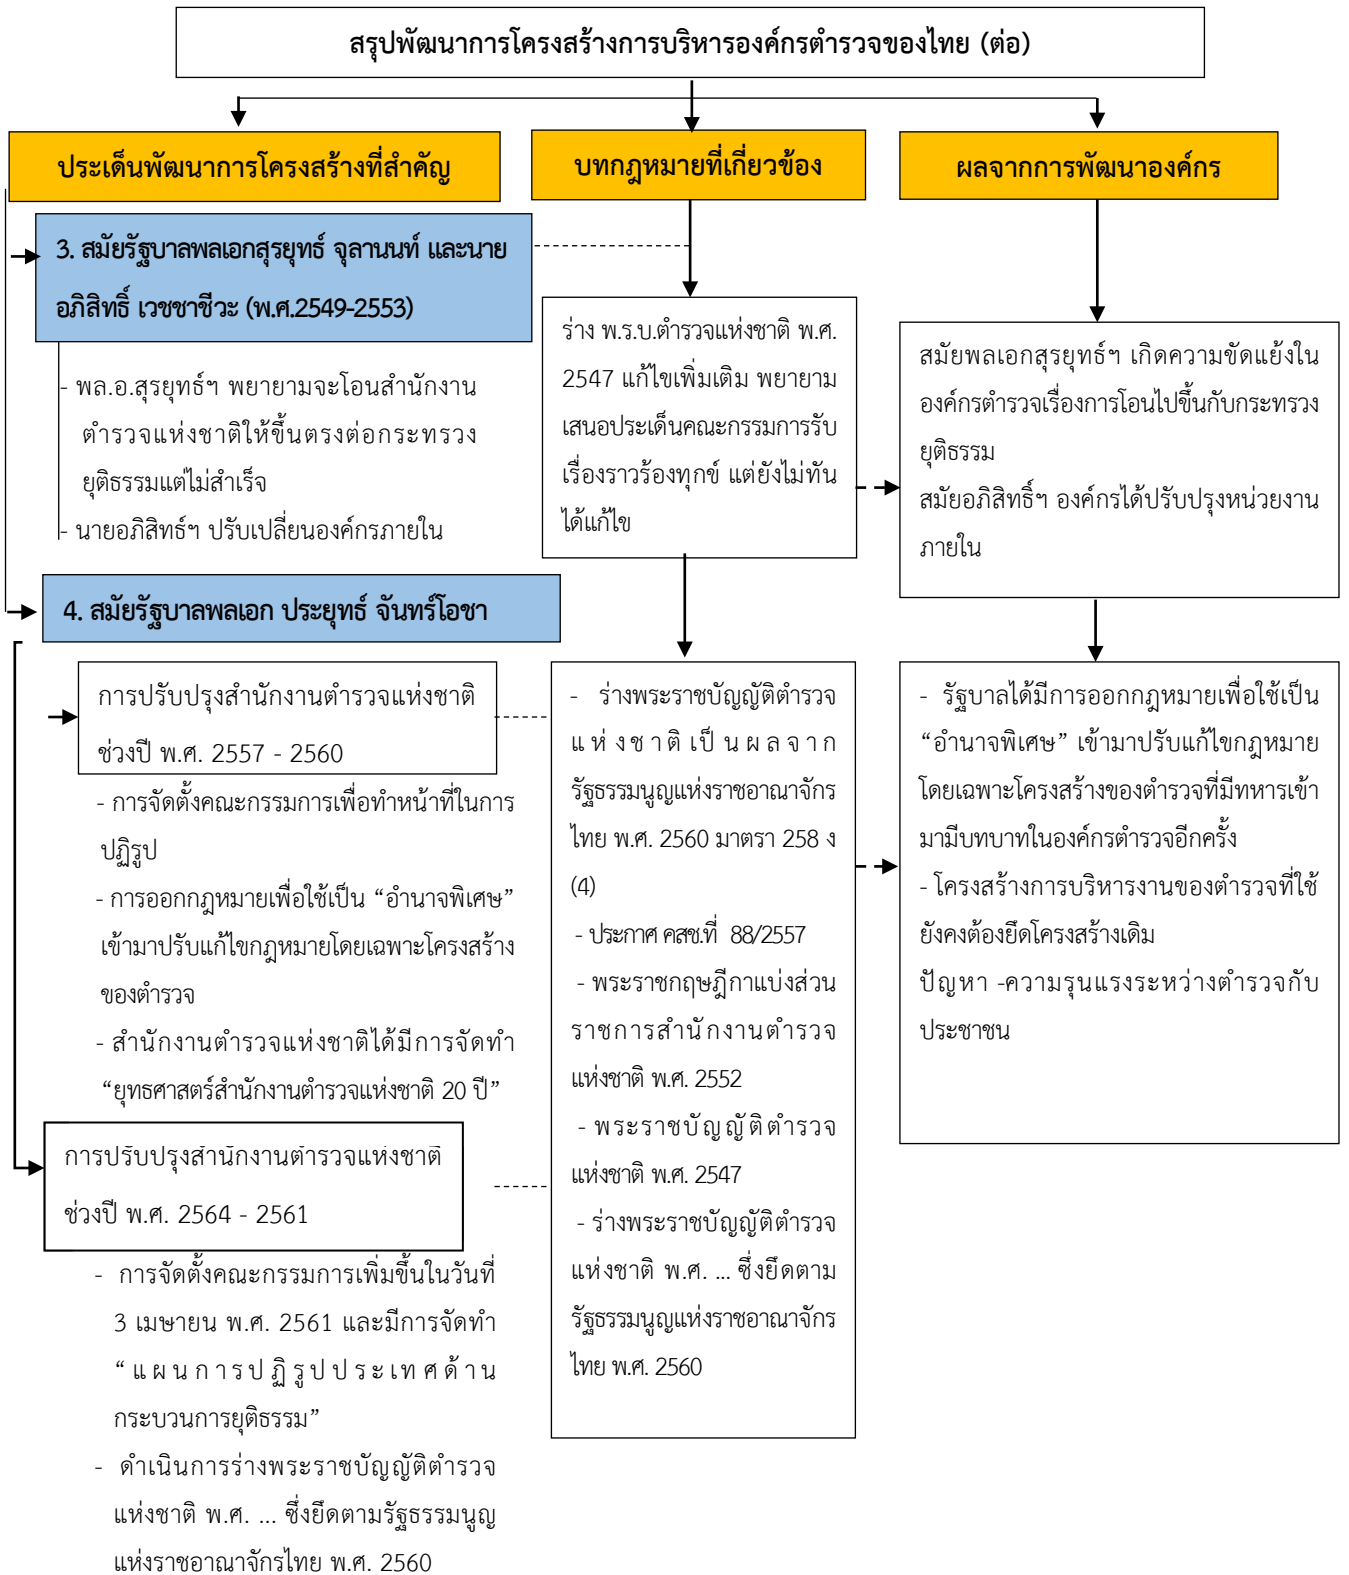 สรุปพัฒนาการโครงสร้างการบริหารองค์กรตำรวจของไทย (ต่อ)
ประเด็นพัฒนาการโครงสร้างที่สำคัญ
บทกฎหมายที่เกี่ยวข้อง
ผลจากการพัฒนาองค์กร
3. สมัยรัฐบาลพลเอกสุรยุทธ์ จุลานนท์ และนาย
อภิสิทธิ์ เวชชาชีวะ (พ.ศ.2549-2553)
- พล.อ.สุรยุทธ์ฯ พยายามจะโอนสำนักงาน
ตำรวจแห่งชาติให้ขึ้นตรงต่อกระทรวง
ยุติธรรมแต่ไม่สำเร็จ
- นายอภิสิทธ์ฯ ปรับเปลี่ยนองค์กรภายใน
ร่าง พ.ร.บ.ตำรวจแห่งชาติ พ.ศ.
2547 แก้ไขเพิ่มเติม พยายาม
เสนอประเด็นคณะกรรมการรับ
เรื่องราวร้องทุกข์ แต่ยังไม่ทัน
ได้แก้ไข
สมัยพลเอกสุรยุทธ์ฯ เกิดความขัดแย้งใน
องค์กรตำรวจเรื่องการโอนไปขึ้นกับกระทรวง
ยุติธรรม
สมัยอภิสิทธิ์ฯ องค์กรได้ปรับปรุงหน่วยงาน
ภายใน
4. สมัยรัฐบาลพลเอก ประยุทธ์ จันทร์โอชา
การปรับปรุงสำนักงานตำรวจแห่งชาติ
ช่วงปี พ.ศ. 2557 - 2560
- การจัดตั้งคณะกรรมการเพื่อทำหน้าที่ในการ
ปฏิรูป
- การออกกฎหมายเพื่อใช้เป็น “อำนาจพิเศษ”
เข้ามาปรับแก้ไขกฎหมายโดยเฉพาะโครงสร้าง
ของตำรวจ
- สำนักงานตำรวจแห่งชาติได้มีการจัดทำ
“ยุทธศาสตร์สำนักงานตำรวจแห่งชาติ 20 ปี”
การปรับปรุงสำนักงานตำรวจแห่งชาติ
ช่วงปี พ.ศ. 2564 - 2561
- การจัดตั้งคณะกรรมการเพิ่มขึ้นในวันที่
3 เมษายน พ.ศ. 2561 และมีการจัดทำ
“แผนการปฏิรูปประเทศด้าน
กระบวนการยุติธรรม”
- ดำเนินการร่างพระราชบัญญัติตำรวจ
แห่งชาติ พ.ศ. ... ซึ่งยึดตามรัฐธรรมนูญ
แห่งราชอาณาจักรไทย พ.ศ. 2560
- ร่างพระราชบัญญัติตำรวจ
แห่งชาติเป็นผลจาก
รัฐธรรมนูญแห่งราชอาณาจักร
ไทย พ.ศ. 2560 มาตรา 258 ง
(4)
- ประกาศ คสช.ที่ 88/2557
- พระราชกฤษฎีกาแบ่งส่วน
ราชการสำนักงานตำรวจ
แห่งชาติ พ.ศ. 2552
- พระราชบัญญัติตำรวจ
แห่งชาติ พ.ศ. 2547
- ร่างพระราชบัญญัติตำรวจ
แห่งชาติ พ.ศ. ... ซึ่งยึดตาม
รัฐธรรมนูญแห่งราชอาณาจักร
ไทย พ.ศ. 2560
- รัฐบาลได้มีการออกกฎหมายเพื่อใช้เป็น
“อำนาจพิเศษ” เข้ามาปรับแก้ไขกฎหมาย
โดยเฉพาะโครงสร้างของตำรวจที่มีทหารเข้า
มามีบทบาทในองค์กรตำรวจอีกครั้ง
- โครงสร้างการบริหารงานของตำรวจที่ใช้
ยังคงต้องยึดโครงสร้างเดิม
ปัญหา -ความรุนแรงระหว่างตำรวจกับ
ประชาชน